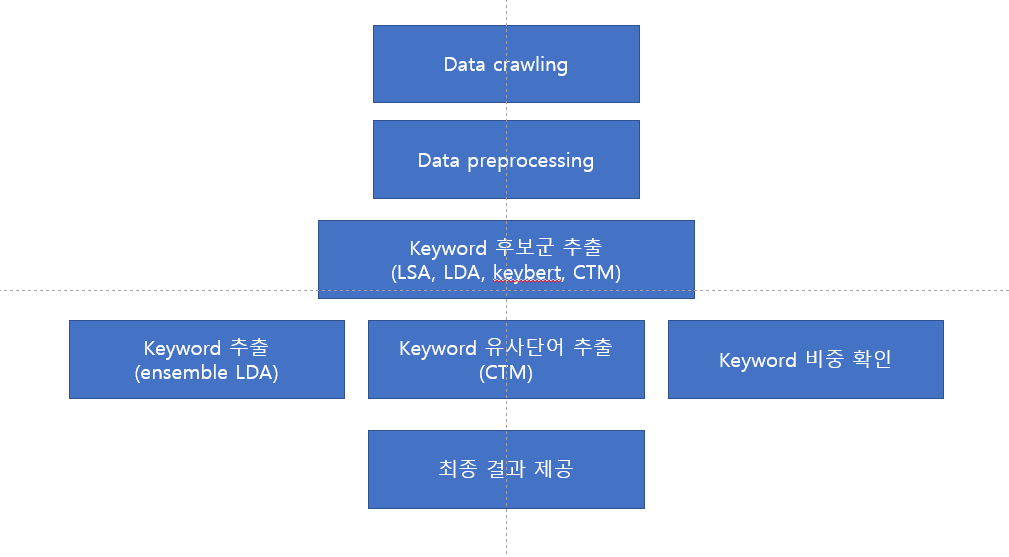 Data crawling
Data preprocessing
Keyword 후보군 추출
(LSA, LDA, keybert, CTM)
Keyword 추출
(ensemble LDA)
Keyword 유사단어 추출
(CTM)
Keyword 비중 확인
최종 결과 제공